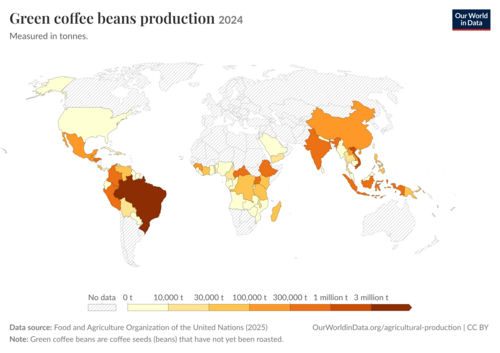 Green coffee beans production 2024
Our World
in Data
Measured in tonnes.
No data
0 t
10,000 t
30,000 t
100,000 t
300,000 t
1 million t
3 million t
Data source: Food and Agriculture Organization of the United Nations (2025)
OurWorldinData.org/agricultural-production | CC BY
Note: Green coffee beans are coffee seeds (beans) that have not yet been roasted.